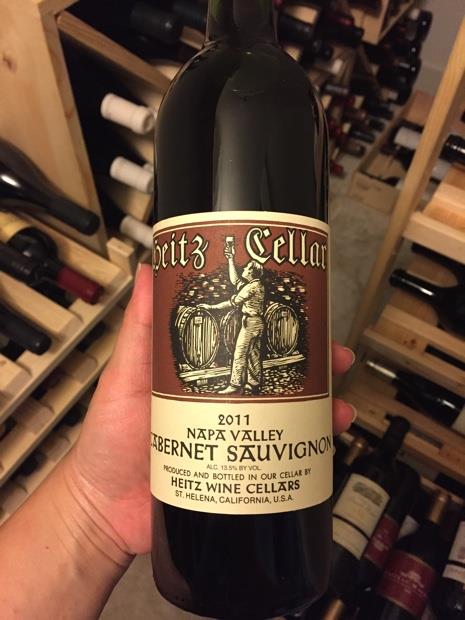 Heitz Cellar
2011
NAPA VALLEY
CABERNET SAUVIGNON
ALC. 13.5% BY VOL.
PRODUCED AND BOTTLED IN OUR CELLAR BY
HEITZ WINE CELLARS
ST. HELENA, CALIFORNIA, U.S.A.